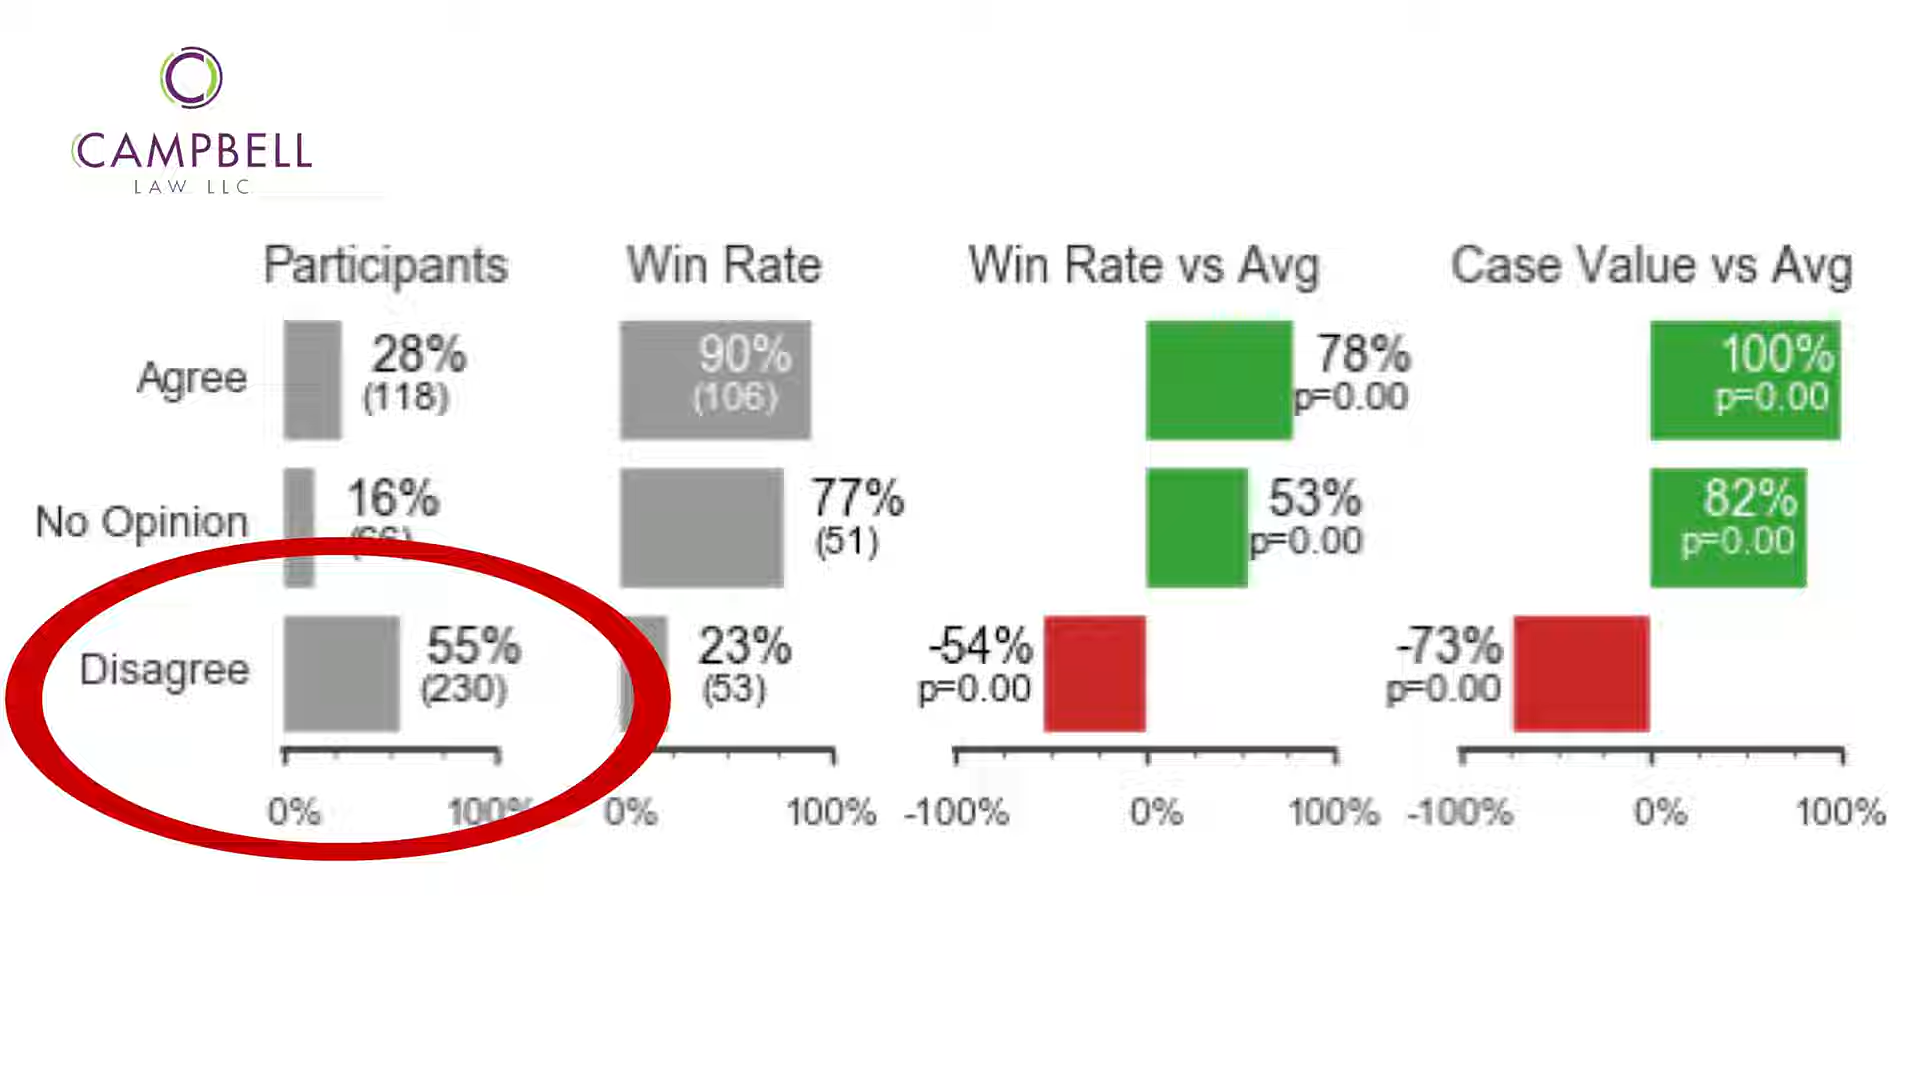 CAMPBELL
LAW LLC
Participants Win Rate Win Rate vs Avg Case Value vs Avg
Agree 28% 90% 78% 100%
(118) (106) p=0.00 p=0.00
No Opinion 16% 77% 53% 82%
(51) p=0.00 p=0.00
Disagree 55% 23% -54% -73%
(230) (53) p=0.00 p=0.00
0% 100% 0% 100% -100% 0% 100% -100% 0% 100%